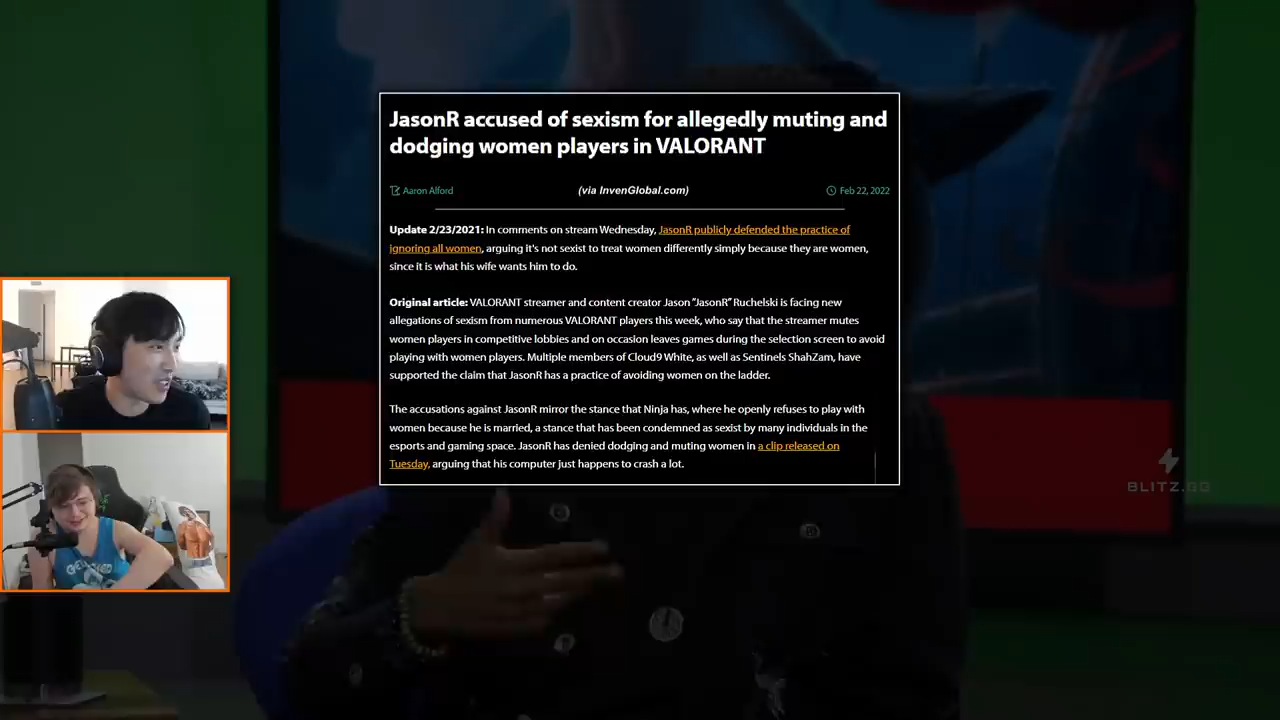 JasonR accused of sexism for allegedly muting and
dodging women players in VALORANT
Aaron Alford (via InvenGlobal.com) Feb 22, 2022
Update 2/23/2021: In comments on stream Wednesday, JasonR publicly defended the practice of
ignoring all women, arguing it's not sexist to treat women differently simply because they are women,
since it is what his wife wants him to do.
Original article: VALORANT streamer and content creator Jason "JasonR" Ruchelski is facing new
allegations of sexism from numerous VALORANT players this week, who say that the streamer mutes
women players in competitive lobbies and on occasion leaves games during the selection screen to avoid
playing with women players. Multiple members of Cloud9 White, as well as Sentinels ShahZam, have
supported the claim that JasonR has a practice of avoiding women on the ladder.
The accusations against JasonR mirror the stance that Ninja has, where he openly refuses to play with
women because he is married, a stance that has been condemned as sexist by many individuals in the
esports and gaming space. JasonR has denied dodging and muting women in a clip released on
Tuesday, arguing that his computer just happens to crash a lot.
BLITZ.GG